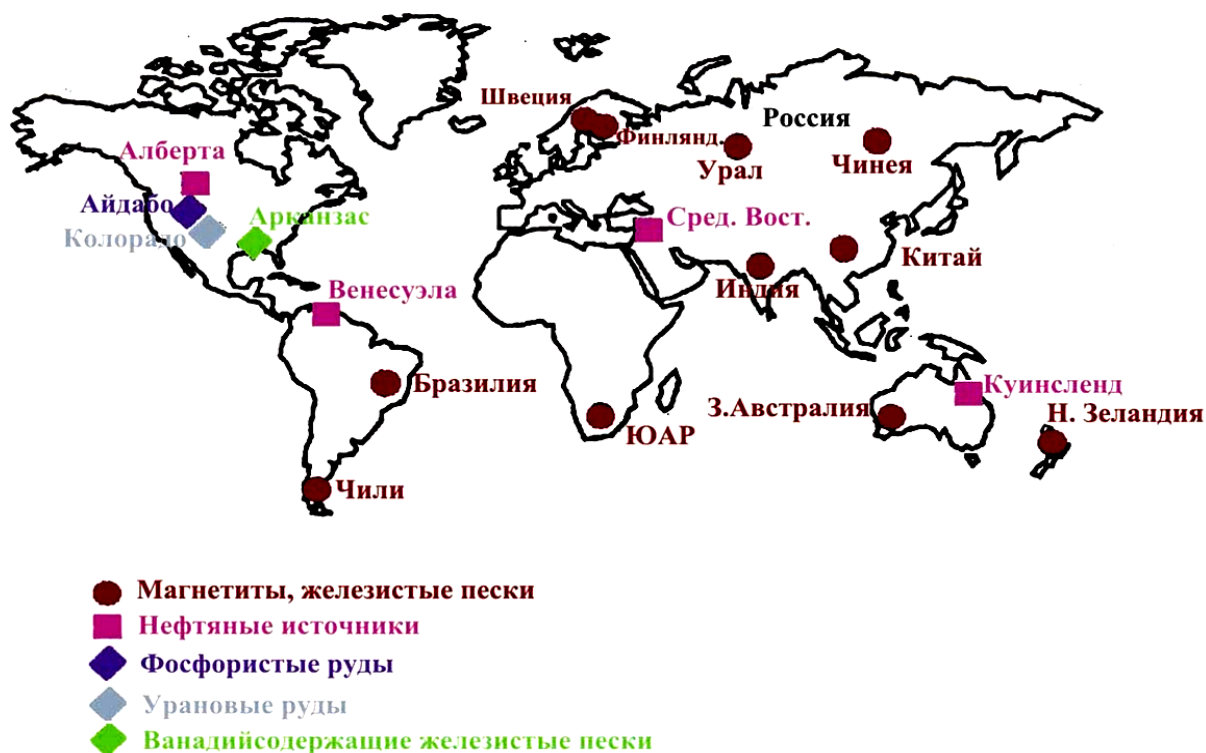 Швеция
Россия
Финлянд.
Алберта
Урал
Чинея
Айдабо
Арканзас
Сред. Вост.
Колорадо
Китай
Венесуэла
Индия
Бразилия
Куинсленд
З.Австралия
Н. Зеландия
ЮАР
Чили
Магнетиты, железистые пески
Нефтяные источники
Фосфористые руды
Урановые руды
Ванадийсодержащие железистые пески